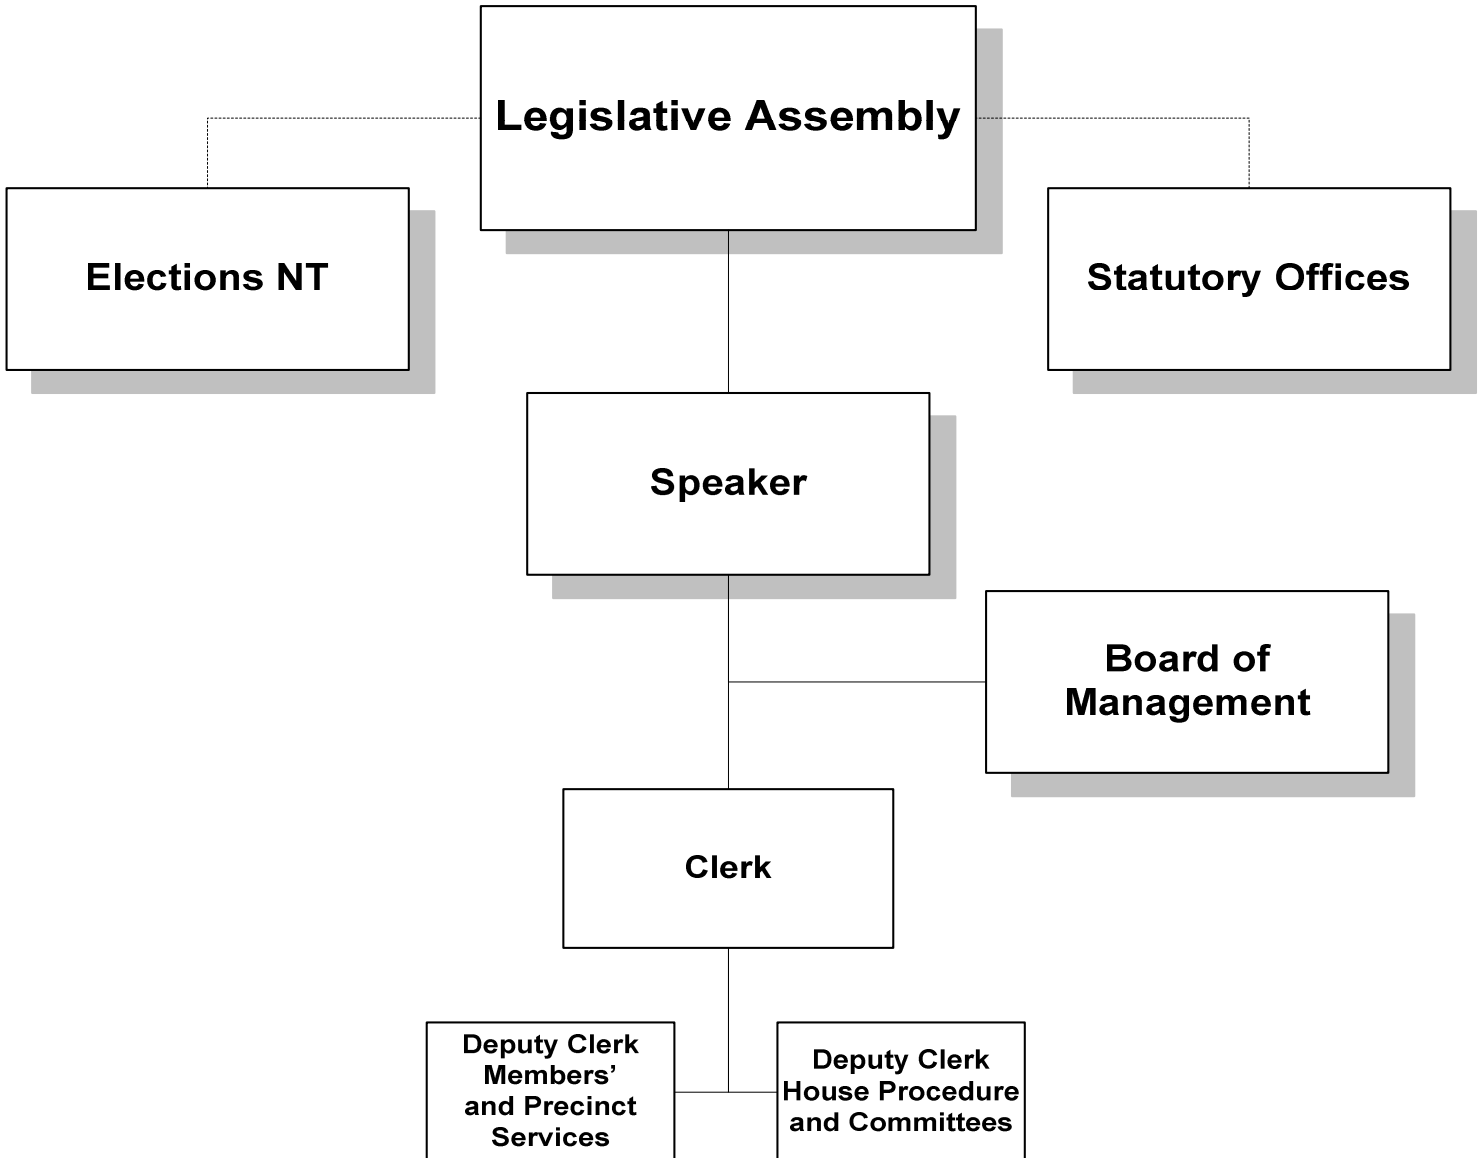 Legislative Assembly
Elections NT
Statutory Offices
Speaker
Board of
Management
Clerk
Deputy Clerk
Members’
and Precinct
Services
Deputy Clerk
House Procedure
and Committees